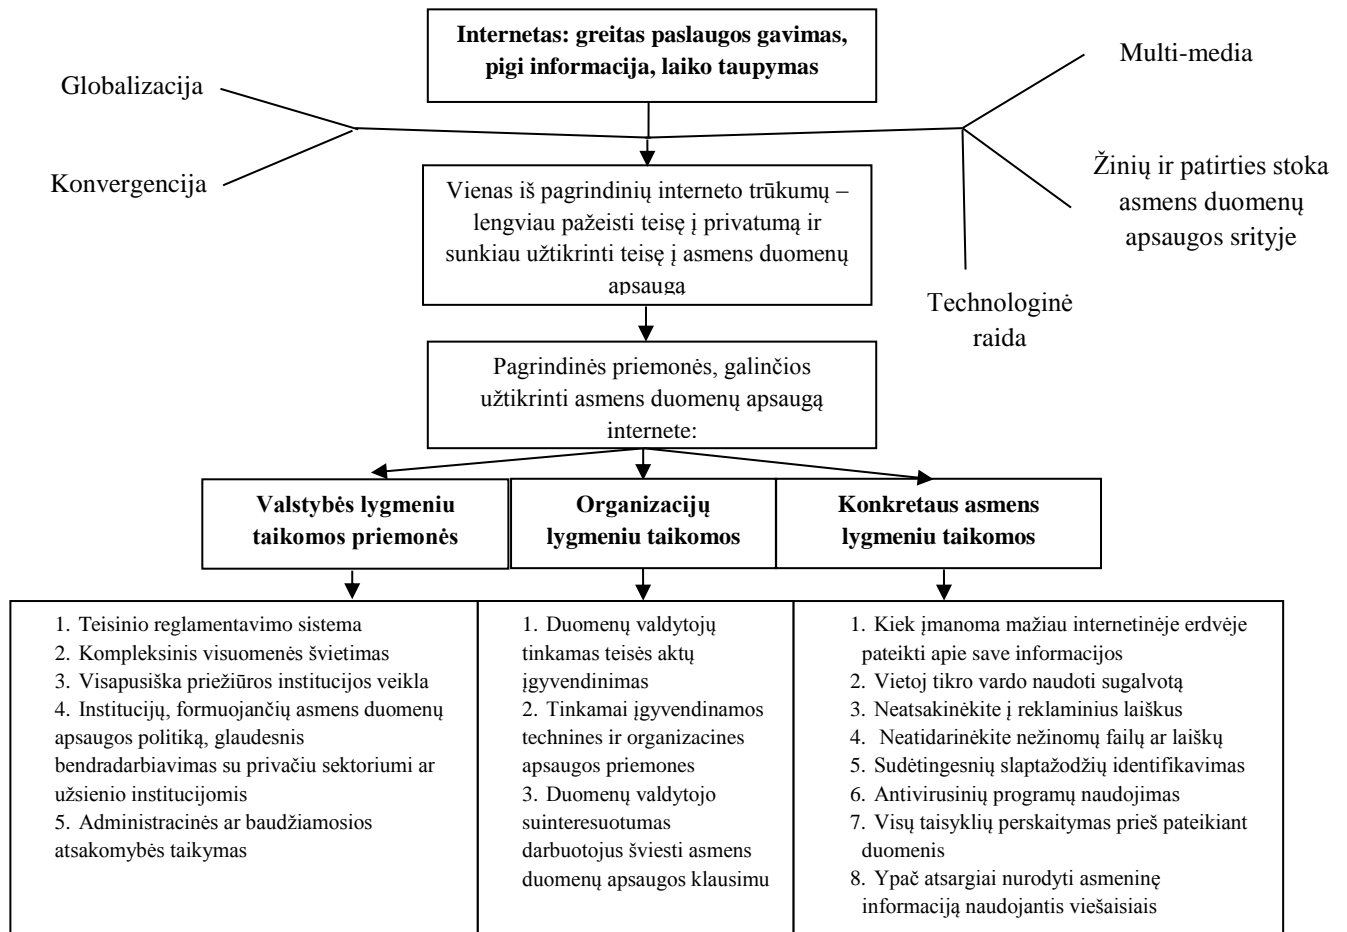 Internetas: greitas paslaugos gavimas,
pigi informacija, laiko taupymas
Globalizacija
Konvergencija
Multi-media
Žinių ir patirties stoka
asmens duomenų
apsaugos srityje
Technologinė
raida
Vienas iš pagrindinių interneto trūkumų –
lengviau pažeisti teisę į privatumą ir
sunkiau užtikrinti teisę į asmens duomenų
apsaugą
Pagrindinės priemonės, galinčios
užtikrinti asmens duomenų apsaugą
internete:
Valstybės lygmeniu
taikomos priemonės
Organizacijų
lygmeniu taikomos
Konkretaus asmens
lygmeniu taikomos
1. Teisinio reglamentavimo sistema
2. Kompleksinis visuomenės švietimas
3. Visapusiška priežiūros institucijos veikla
4. Institucijų, formuojančių asmens duomenų
apsaugos politiką, glaudesnis
bendradarbiavimas su privačiu sektoriumi ar
užsienio institucijomis
5. Administracinės ar baudžiamosios
atsakomybės taikymas
1. Duomenų valdytojų
tinkamas teisės aktų
įgyvendinimas
2. Tinkamai įgyvendinamos
technines ir organizacines
apsaugos priemones
3. Duomenų valdytojo
suinteresuotumas
darbuotojus šviesti asmens
duomenų apsaugos klausimu
1. Kiek įmanoma mažiau internetinėje erdvėje
pateikti apie save informacijos
2. Vietoj tikro vardo naudoti sugalvotą
3. Neatsakinėkite į reklaminius laiškus
4. Neatidarinėkite nežinomų failų ar laiškų
5. Sudėtingesnių slaptažodžių identifikavimas
6. Antivirusinių programų naudojimas
7. Visų taisyklių perskaitymas prieš pateikiant
duomenis
8. Ypač atsargiai nurodyti asmeninę
informaciją naudojantis viešaisiais